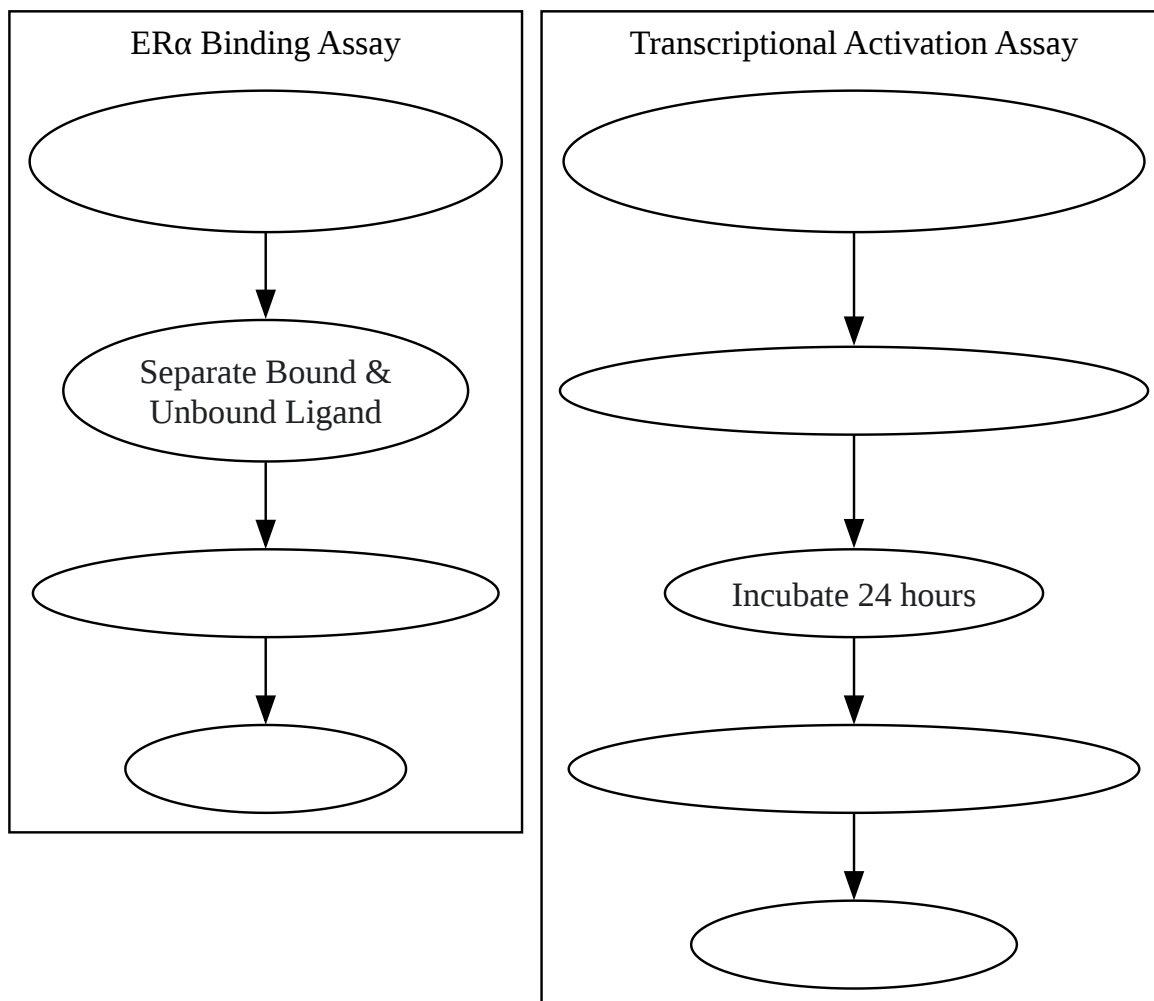 ERα Binding Assay
Separate Bound &
Unbound Ligand
Transcriptional Activation Assay
Incubate 24 hours